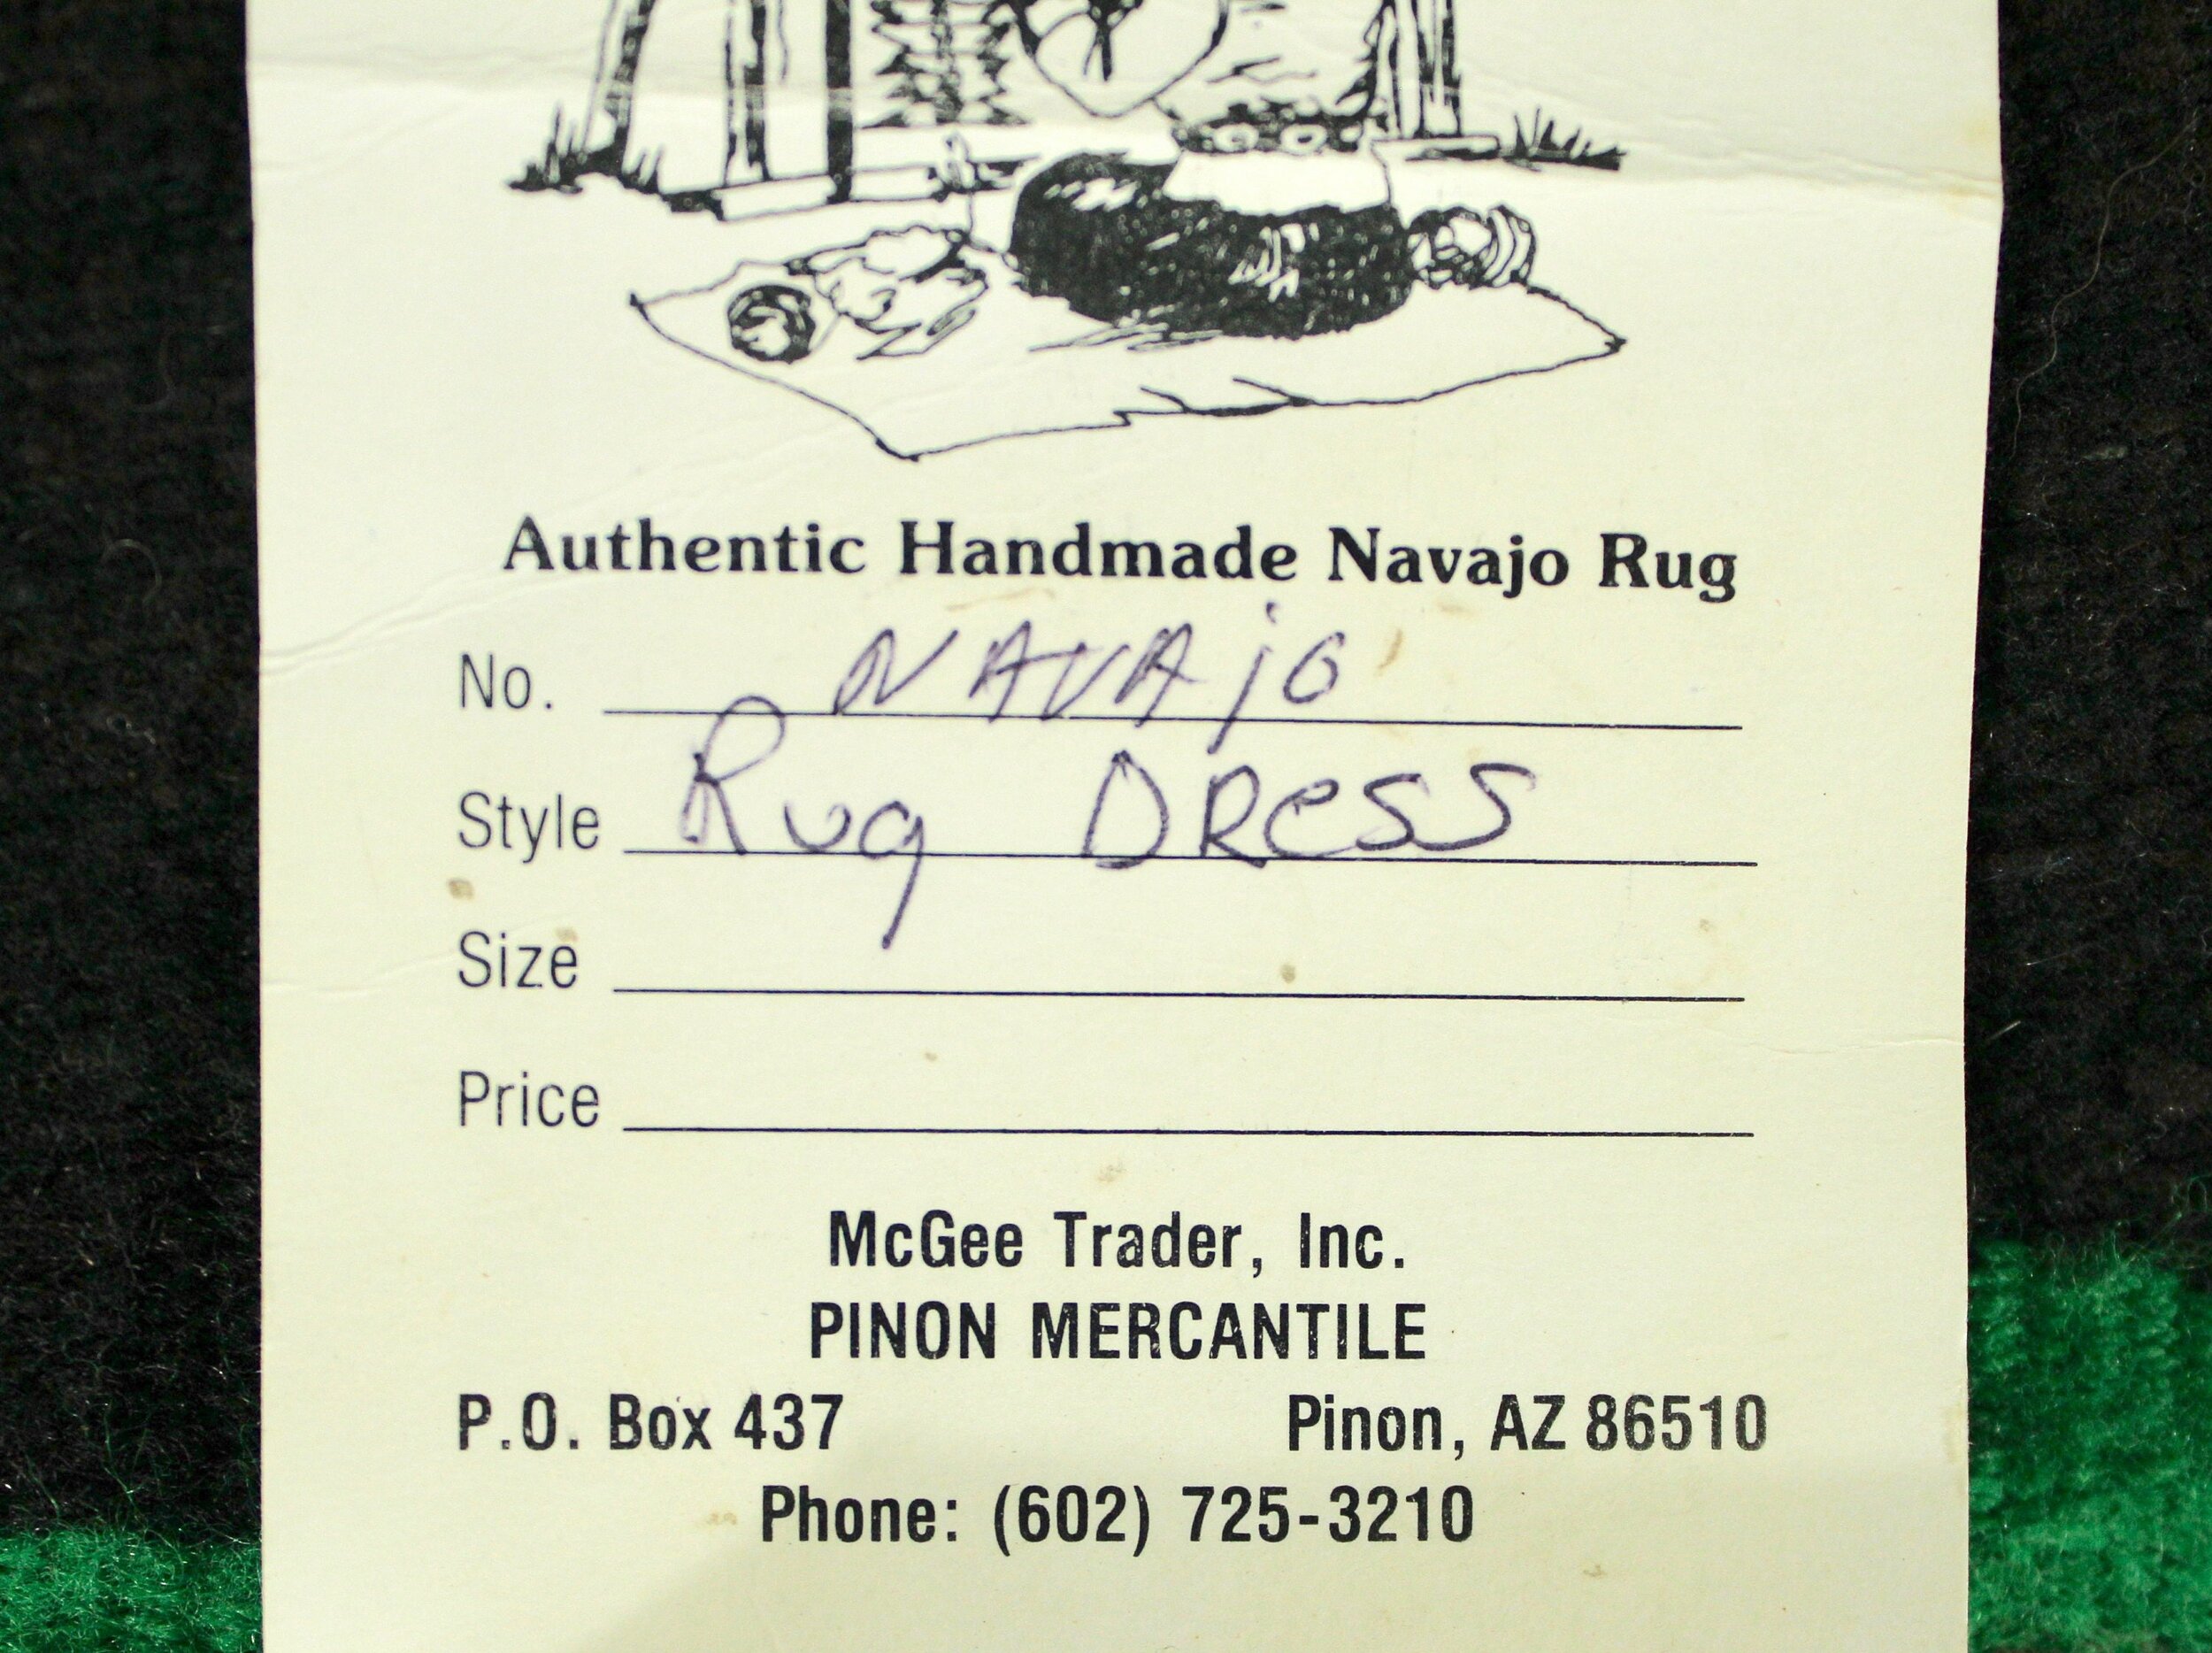 Authentic Handmade Navajo Rug
No. NAVAjo
Style Rug DRess
Size
Price
McGee Trader, Inc.
PINON MERCANTILE
P.O. Box 437 Pinon, AZ 86510
Phone: (602) 725-3210